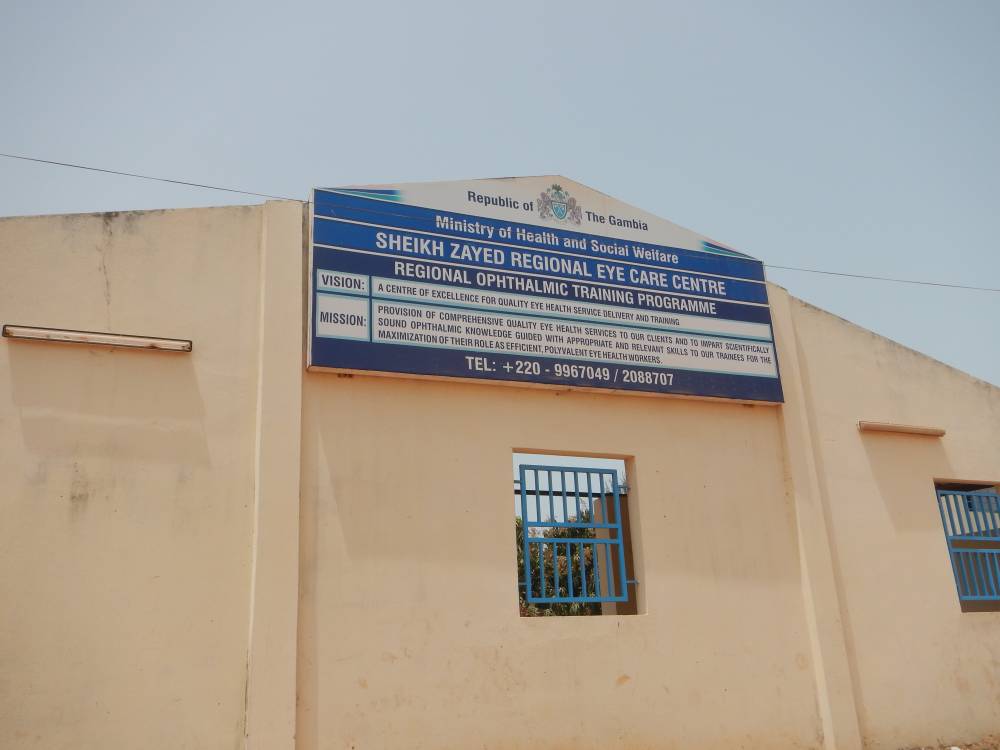 Republic of The Gambia
Ministry of Health and Social Welfare
SHEIKH ZAYED REGIONAL EYE CARE CENTRE
REGIONAL OPHTHALMIC TRAINING PROGRAMME
VISION: A CENTRE OF EXCELLENCE FOR QUALITY EYE HEALTH SERVICE DELIVERY AND TRAINING
MISSION: PROVISION OF COMPREHENSIVE QUALITY EYE HEALTH SERVICES TO OUR CLIENTS AND TO IMPART SCIENTIFICALLY
SOUND OPHTHALMIC KNOWLEDGE GUIDED WITH APPROPRIATE AND RELEVANT SKILLS TO OUR TRAINEES FOR THE
MAXIMIZATION OF THEIR ROLE AS EFFICIENT, POLYVALENT EYE HEALTH WORKERS.
TEL: +220 - 9967049 / 2088707